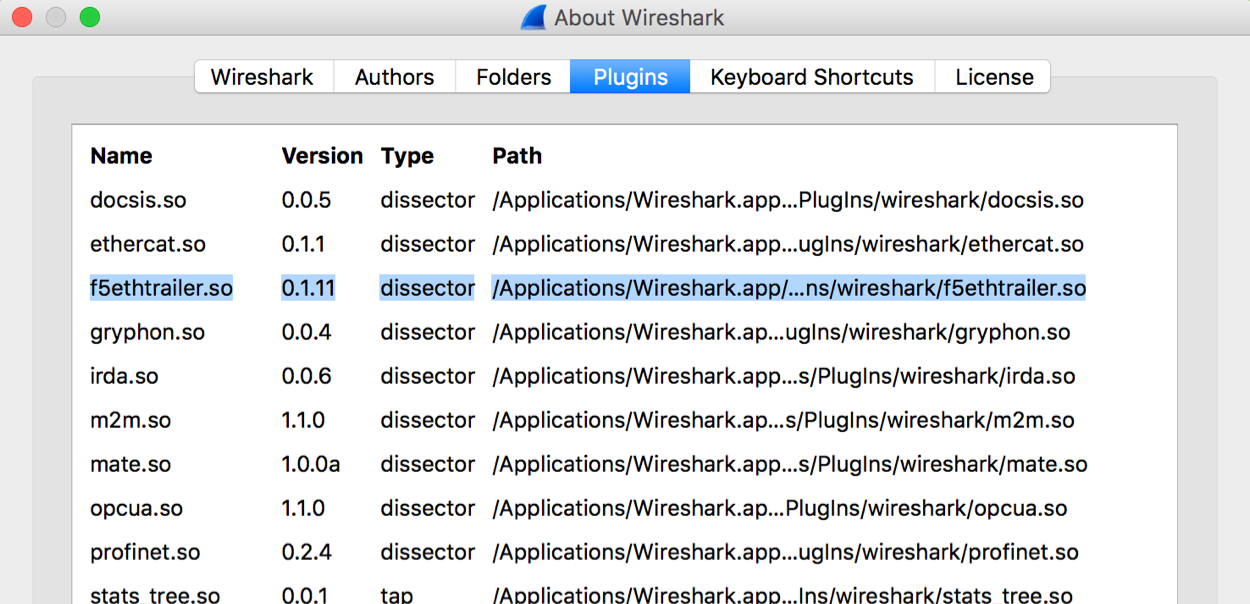 About Wireshark
Wireshark Authors Folders Plugins Keyboard Shortcuts License
Name Version Type Path
docsis.so 0.0.5 dissector /Applications/Wireshark.app...PlugIns/wireshark/docsis.so
ethercat.so 0.1.1 dissector /Applications/Wireshark.app...ugIns/wireshark/ethercat.so
f5ethtrailer.so 0.1.11 dissector /Applications/Wireshark.app/...ns/wireshark/f5ethtrailer.so
gryphon.so 0.0.4 dissector /Applications/Wireshark.ap...ugIns/wireshark/gryphon.so
irda.so 0.0.6 dissector /Applications/Wireshark.app...s/PlugIns/wireshark/irda.so
m2m.so 1.1.0 dissector /Applications/Wireshark.ap...s/PlugIns/wireshark/m2m.so
mate.so 1.0.0a dissector /Applications/Wireshark.app...s/PlugIns/wireshark/mate.so
opcua.so 1.1.0 dissector /Applications/Wireshark.ap...PlugIns/wireshark/opcua.so
profinet.so 0.2.4 dissector /Applications/Wireshark.app...ugIns/wireshark/profinet.so
stats_tree.so 0.0.1 tap /Applications/Wireshark.app...Ins/wireshark/stats_tree.so